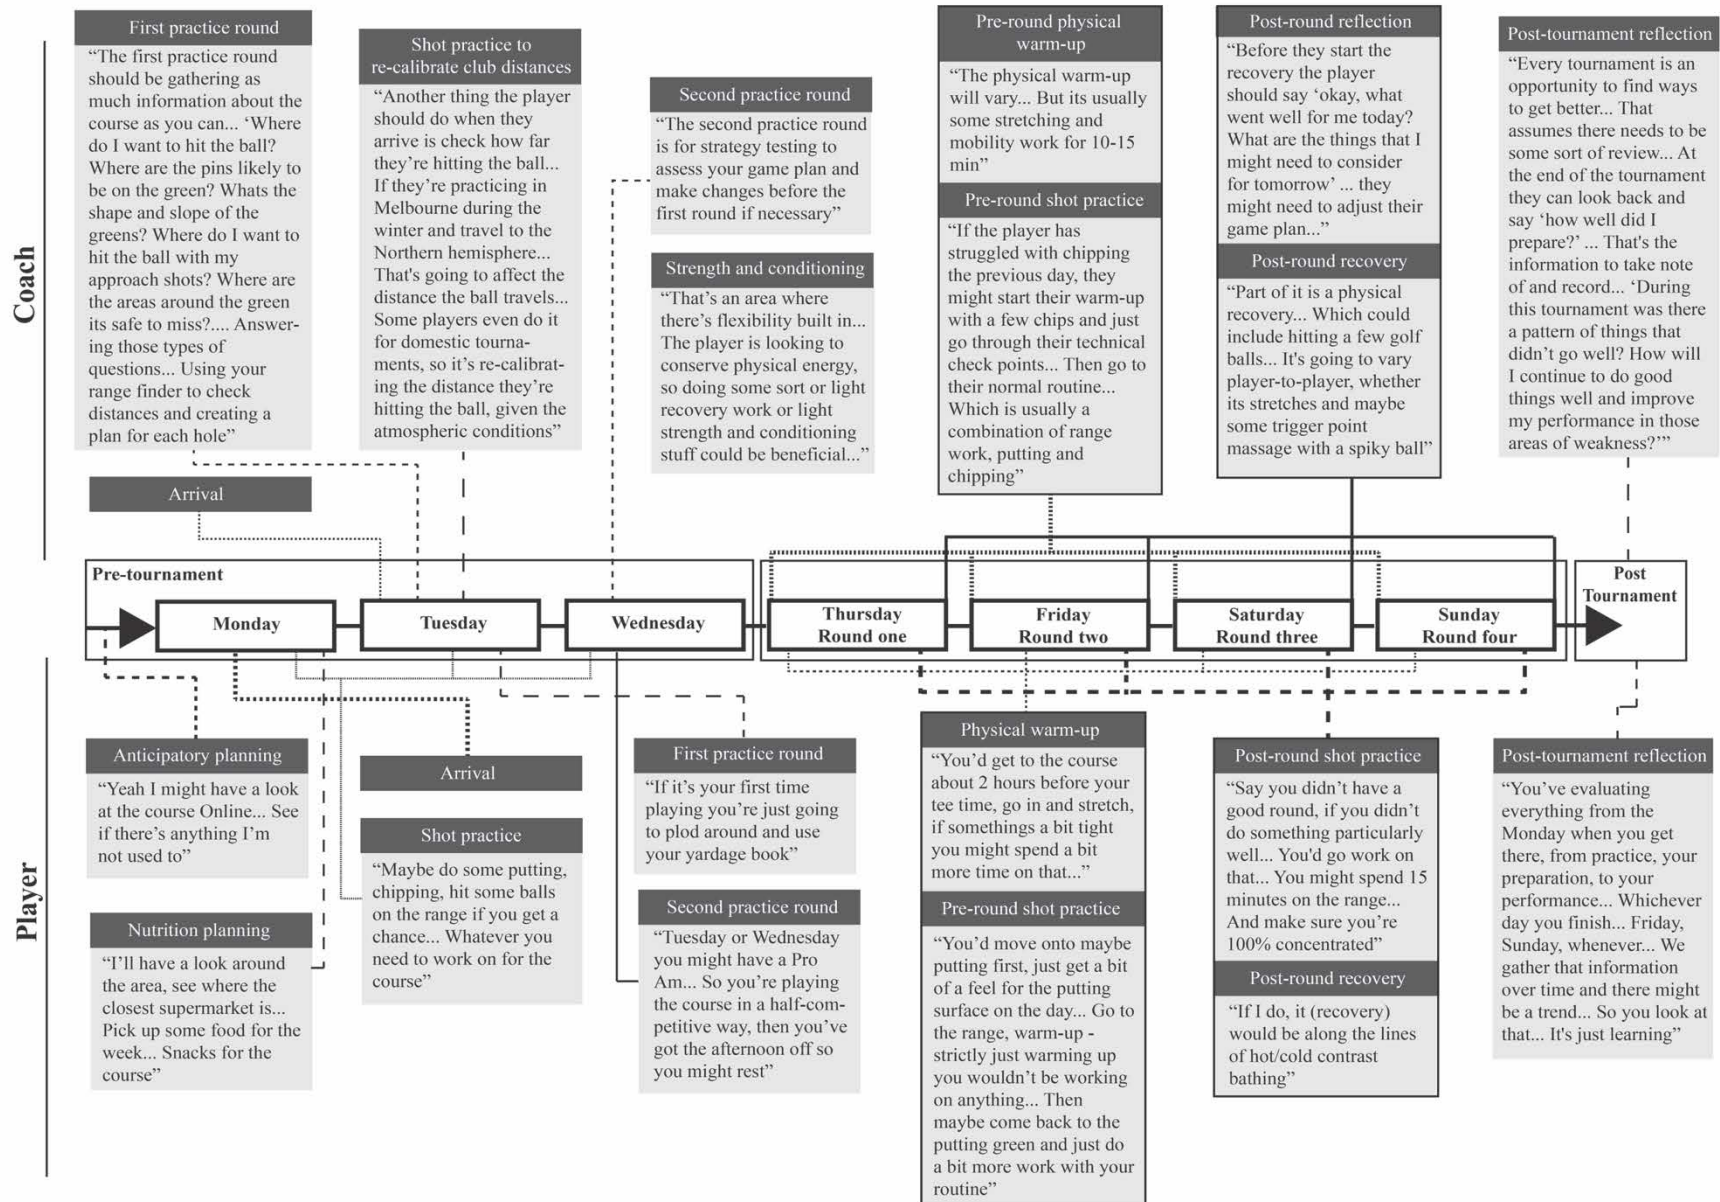 Coach
First practice round
“The first practice round
should be gathering as
much information about the
course as you can... ‘Where
do I want to hit the ball?
Where are the pins likely to
be on the green? Whats the
shape and slope of the
greens? Where do I want to
hit the ball with my
approach shots? Where are
the areas around the green
its safe to miss?.... Answer-
ing those types of
questions... Using your
range finder to check
distances and creating a
plan for each hole”
Arrival
Shot practice to
re-calibrate club distances
“Another thing the player
should do when they
arrive is check how far
they’re hitting the ball...
If they’re practicing in
Melbourne during the
winter and travel to the
Northern hemisphere...
That's going to affect the
distance the ball travels...
Some players even do it
for domestic tourna-
ments, so it’s re-calibrat-
ing the distance they’re
hitting the ball, given the
atmospheric conditions”
Second practice round
“The second practice round
is for strategy testing to
assess your game plan and
make changes before the
first round if necessary”
Strength and conditioning
“That’s an area where
there’s flexibility built in...
The player is looking to
conserve physical energy,
so doing some sort or light
recovery work or light
strength and conditioning
stuff could be beneficial...”
Pre-round physical
warm-up
“The physical warm-up
will vary... But its usually
some stretching and
mobility work for 10-15
min”
Pre-round shot practice
“If the player has
struggled with chipping
the previous day, they
might start their warm-up
with a few chips and just
go through their technical
check points... Then go to
their normal routine...
Which is usually a
combination of range
work, putting and
chipping”
Post-round reflection
“Before they start the
recovery the player
should say ‘okay, what
went well for me today?
What are the things that I
might need to consider
for tomorrow’ ... they
might need to adjust their
game plan...”
Post-round recovery
“Part of it is a physical
recovery... Which could
include hitting a few golf
balls... It's going to vary
player-to-player, whether
its stretches and maybe
some trigger point
massage with a spiky ball”
Post-tournament reflection
“Every tournament is an
opportunity to find ways
to get better... That
assumes there needs to be
some sort of review... At
the end of the tournament
they can look back and
say ‘how well did I
prepare?’ ... That's the
information to take note
of and record... ‘During
this tournament was there
a pattern of things that
didn’t go well? How will
I continue to do good
things well and improve
my performance in those
areas of weakness?’”
Pre-tournament
Monday
Tuesday
Wednesday
Thursday
Round one
Friday
Round two
Saturday
Round three
Sunday
Round four
Post
Tournament
Player
Anticipatory planning
“Yeah I might have a look
at the course Online... See
if there’s anything I’m
not used to”
Nutrition planning
“I’ll have a look around
the area, see where the
closest supermarket is...
Pick up some food for the
week... Snacks for the
course”
Arrival
Shot practice
“Maybe do some putting,
chipping, hit some balls
on the range if you get a
chance... Whatever you
need to work on for the
course”
First practice round
“If it’s your first time
playing you’re just going
to plod around and use
your yardage book”
Second practice round
“Tuesday or Wednesday
you might have a Pro
Am... So you’re playing
the course in a half-com-
petitive way, then you’ve
got the afternoon off so
you might rest”
Physical warm-up
“You’d get to the course
about 2 hours before your
tee time, go in and stretch,
if somethings a bit tight
you might spend a bit
more time on that...”
Pre-round shot practice
“You’d move onto maybe
putting first, just get a bit
of a feel for the putting
surface on the day... Go to
the range, warm-up -
strictly just warming up
you wouldn’t be working
on anything... Then
maybe come back to the
putting green and just do
a bit more work with your
routine”
Post-round shot practice
“Say you didn’t have a
good round, if you didn’t
do something particularly
well... You'd go work on
that... You might spend 15
minutes on the range...
And make sure you’re
100% concentrated”
Post-round recovery
“If I do, it (recovery)
would be along the lines
of hot/cold contrast
bathing”
Post-tournament reflection
“You’ve evaluating
everything from the
Monday when you get
there, from practice, your
preparation, to your
performance... Whichever
day you finish... Friday,
Sunday, whenever... We
gather that information
over time and there might
be a trend... So you look at
that... It's just learning”